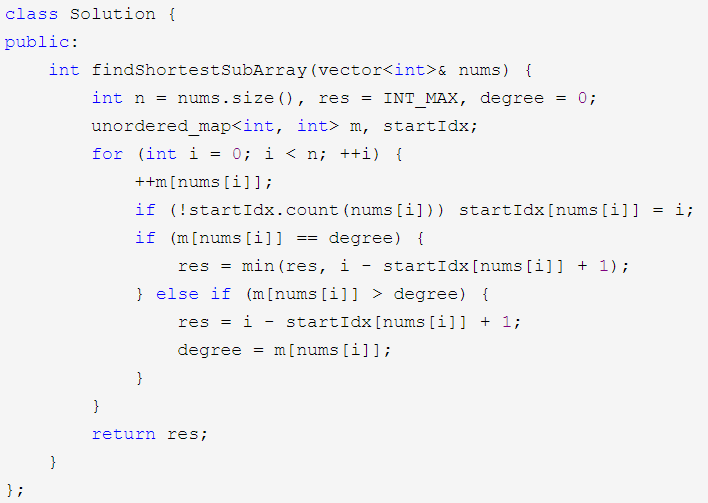 class Solution {
public:
    int findShortestSubArray(vector<int>& nums) {
        int n = nums.size(), res = INT_MAX, degree = 0;
        unordered_map<int, int> m, startIdx;
        for (int i = 0; i < n; ++i) {
            ++m[nums[i]];
            if (!startIdx.count(nums[i])) startIdx[nums[i]] = i;
            if (m[nums[i]] == degree) {
                res = min(res, i - startIdx[nums[i]] + 1);
            } else if (m[nums[i]] > degree) {
                res = i - startIdx[nums[i]] + 1;
                degree = m[nums[i]];
            }
        }
        return res;
    }
};